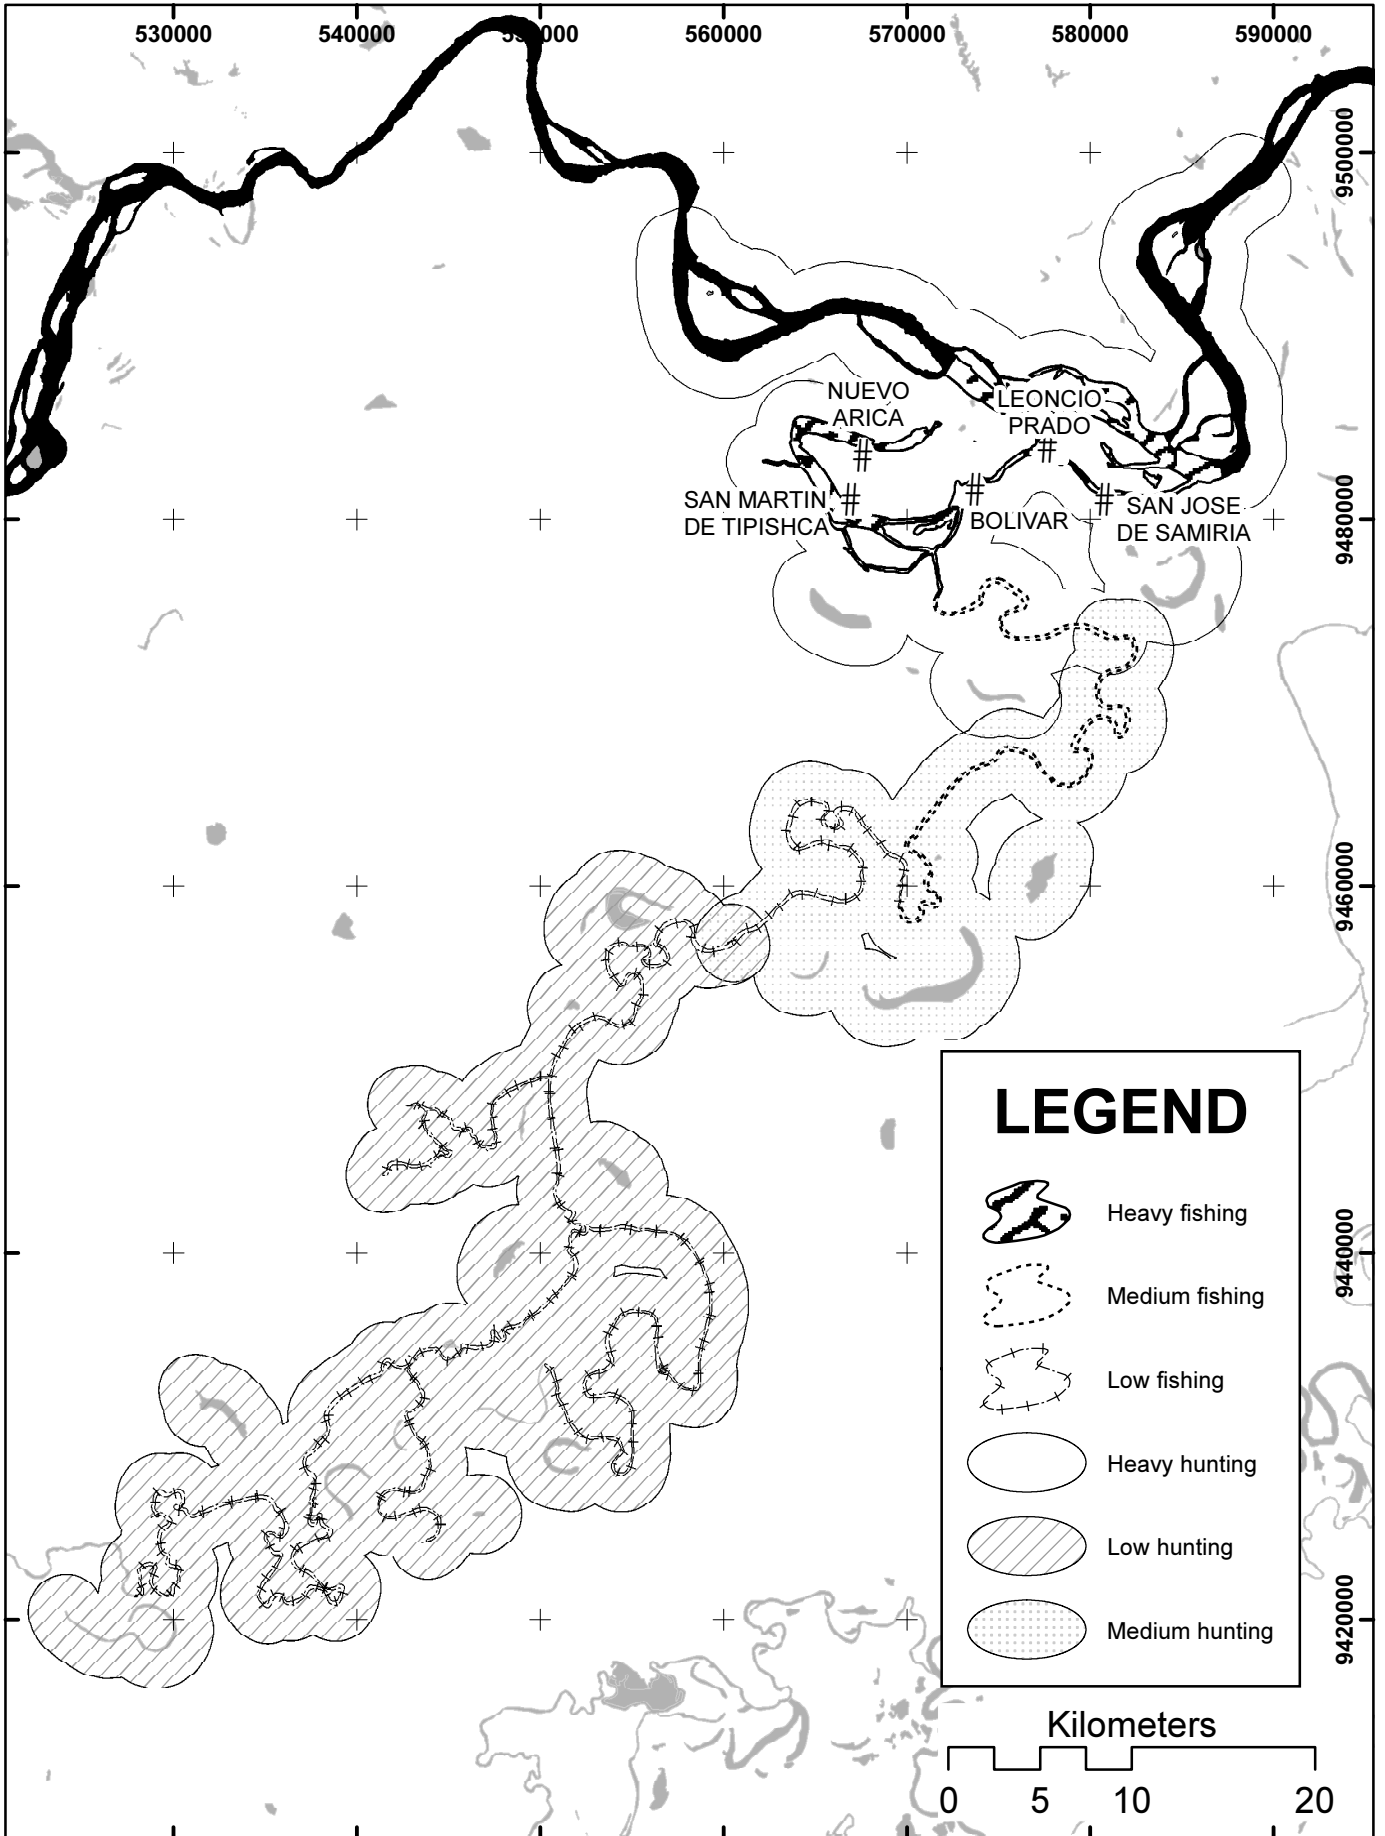 530000 540000 550000 560000 570000 580000 590000
9500000
NUEVO
ARICA
LEONCIO
PRADO
SAN MARTIN
DE TIPISHCA
BOLIVAR
SAN JOSE
DE SAMIRIA
9480000
9460000
9440000
9420000
LEGEND
Heavy fishing
Medium fishing
Low fishing
Heavy hunting
Low hunting
Medium hunting
Kilometers
0 5 10 20